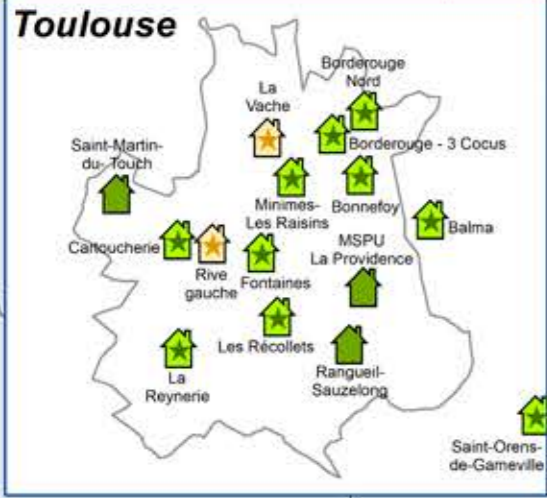 Toulouse
Borderouge
Nord
La
Vache
Borderouge - 3 Cocus
Saint-Martin-
du- Touch
Minimes-
Les Raisins
Bonnefoy
Balma
MSPU
La Providence
Cartoucherie
Rive
gauche
Fontaines
Les Récollets
Rangueil-
Sauzelong
La
Reynerie
Saint-Orens-
de-Gameville